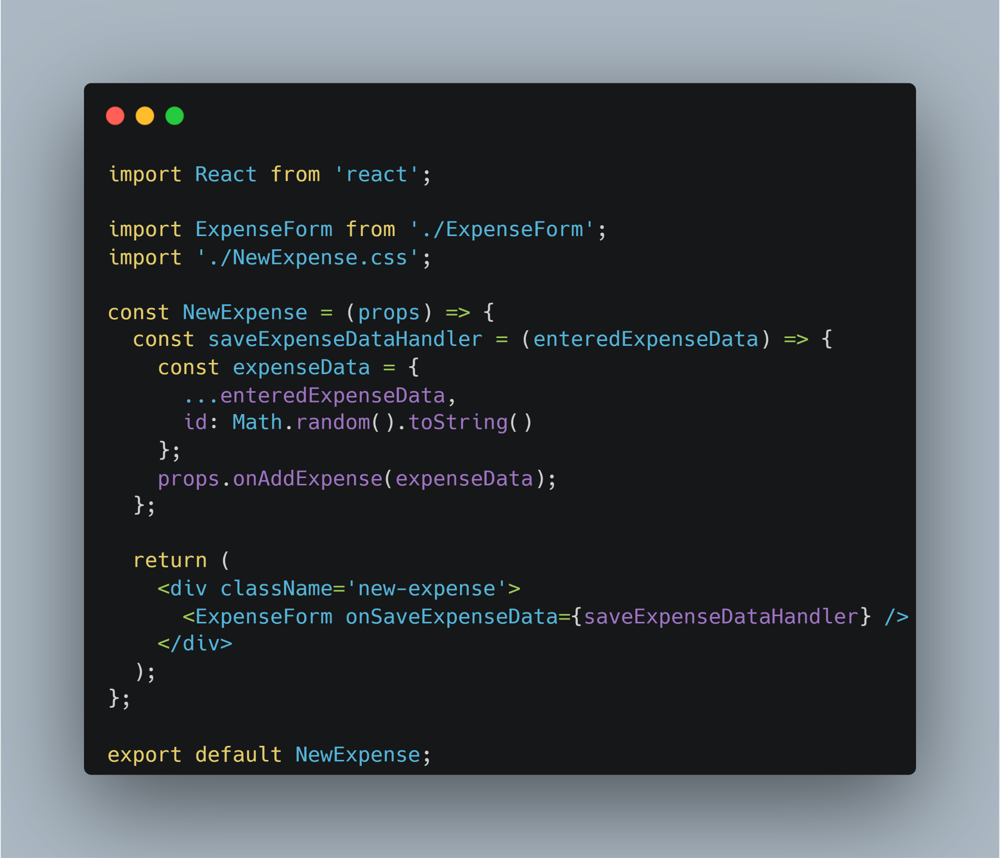 import React from 'react';

import ExpenseForm from './ExpenseForm';
import './NewExpense.css';

const NewExpense = (props) => {
  const saveExpenseDataHandler = (enteredExpenseData) => {
    const expenseData = {
      ...enteredExpenseData,
      id: Math.random().toString()
    };
    props.onAddExpense(expenseData);
  };

  return (
    <div className='new-expense'>
      <ExpenseForm onSaveExpenseData={saveExpenseDataHandler} />
    </div>
  );
};

export default NewExpense;